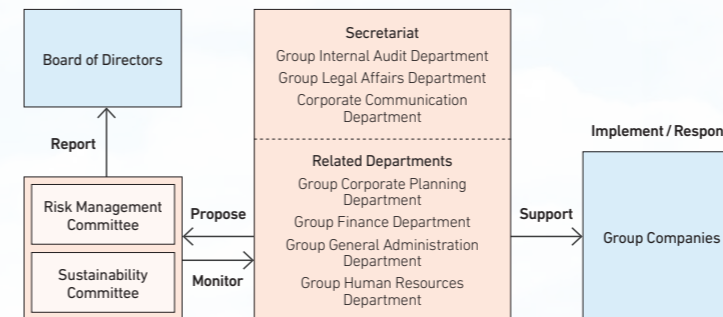 Board of Directors
Report
Risk Management
Committee
Sustainability
Committee
Propose
Monitor
Secretariat
Group Internal Audit Department
Group Legal Affairs Department
Corporate Communication
Department
Related Departments
Group Corporate Planning
Department
Group Finance Department
Group General Administration
Department
Group Human Resources
Department
Support
Implement / Respon
Group Companies